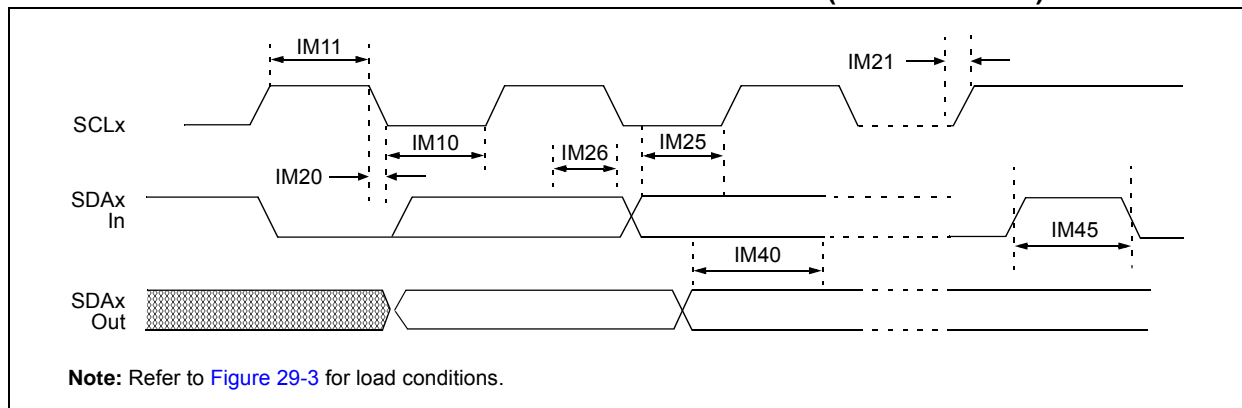 IM11
IM21
SCLx
IM10
IM26
IM25
IM20
SDAx
In
IM45
IM40
SDAx
Out
Note: Refer to Figure 29-3 for load conditions.